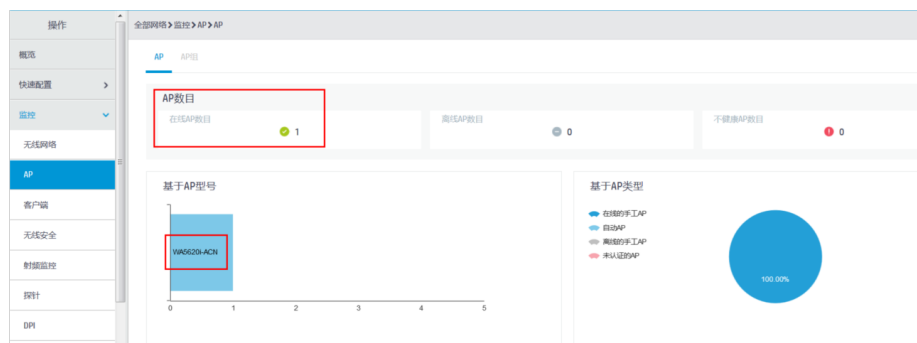 操作
概览
快速配置
监控
无线网络
AP
客户端
无线安全
射频监控
探针
DPI
全部网络>监控>AP>AP
AP AP组
AP数目
在线AP数目
1
离线AP数目
0
不健康AP数目
0
基于AP型号
WA5620I-ACN
0 1 2 3 4 5
基于AP类型
在线的手工AP
自动AP
离线的手工AP
未认证的AP
100.00%